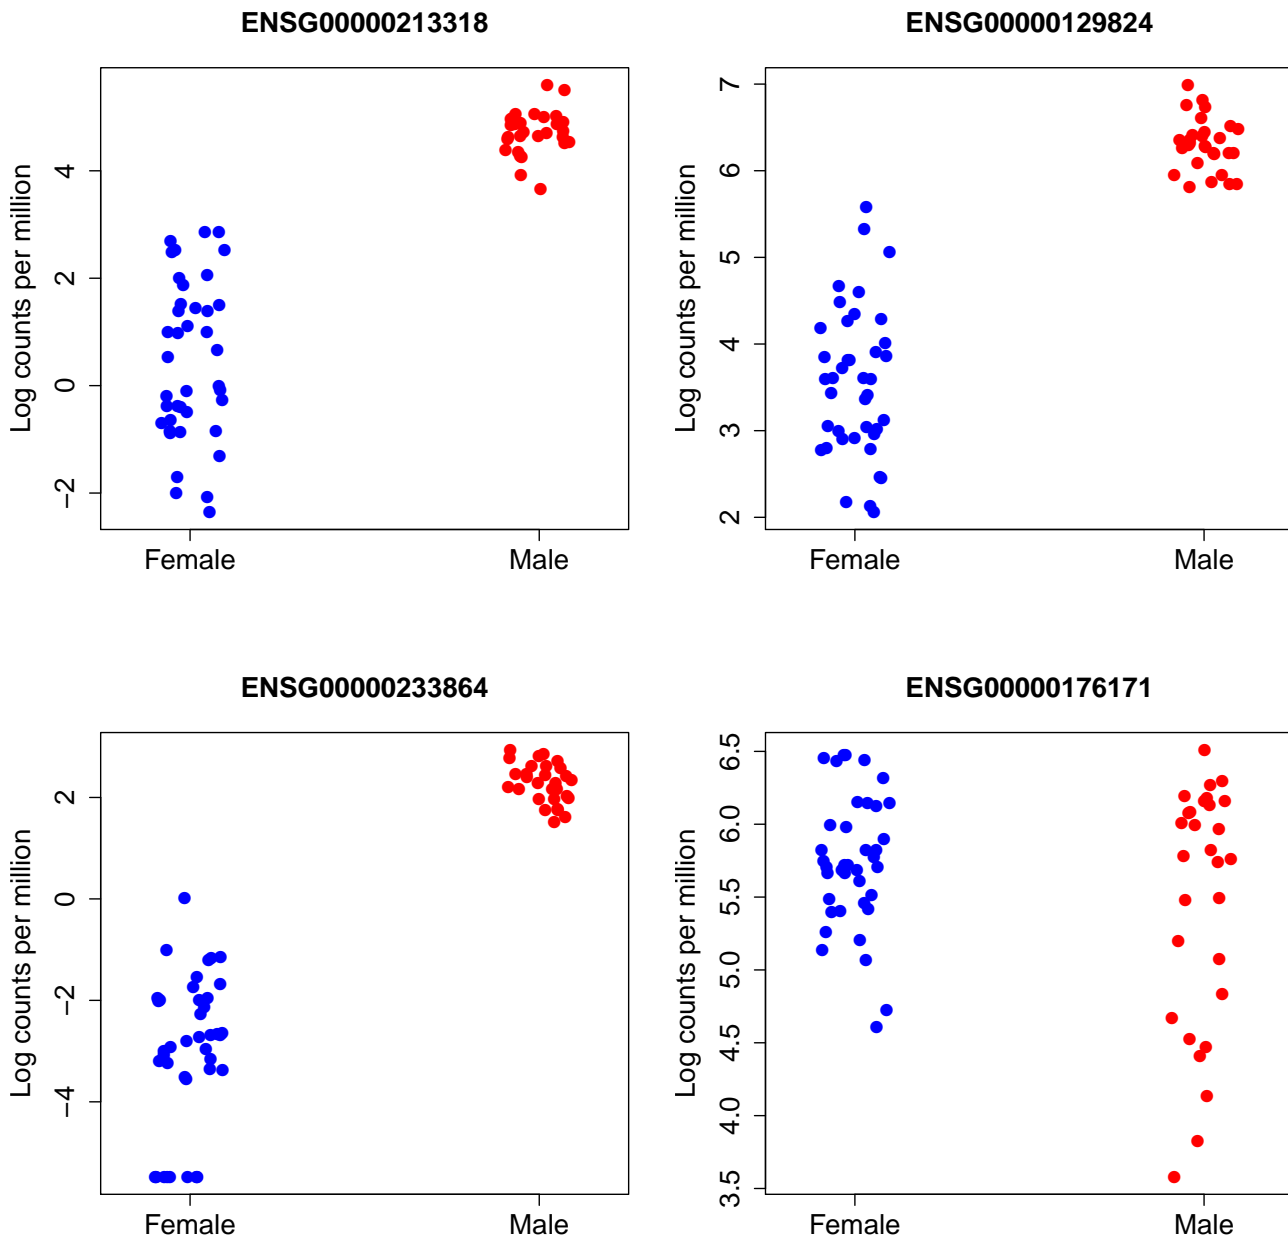 ENSG00000213318
Log counts per million
4
2
0
−2
Female Male
ENSG00000129824
Log counts per million
7
6
5
4
3
2
Female Male
ENSG00000233864
Log counts per million
2
0
−2
−4
Female Male
ENSG00000176171
Log counts per million
6.5
6.0
5.5
5.0
4.5
4.0
3.5
Female Male